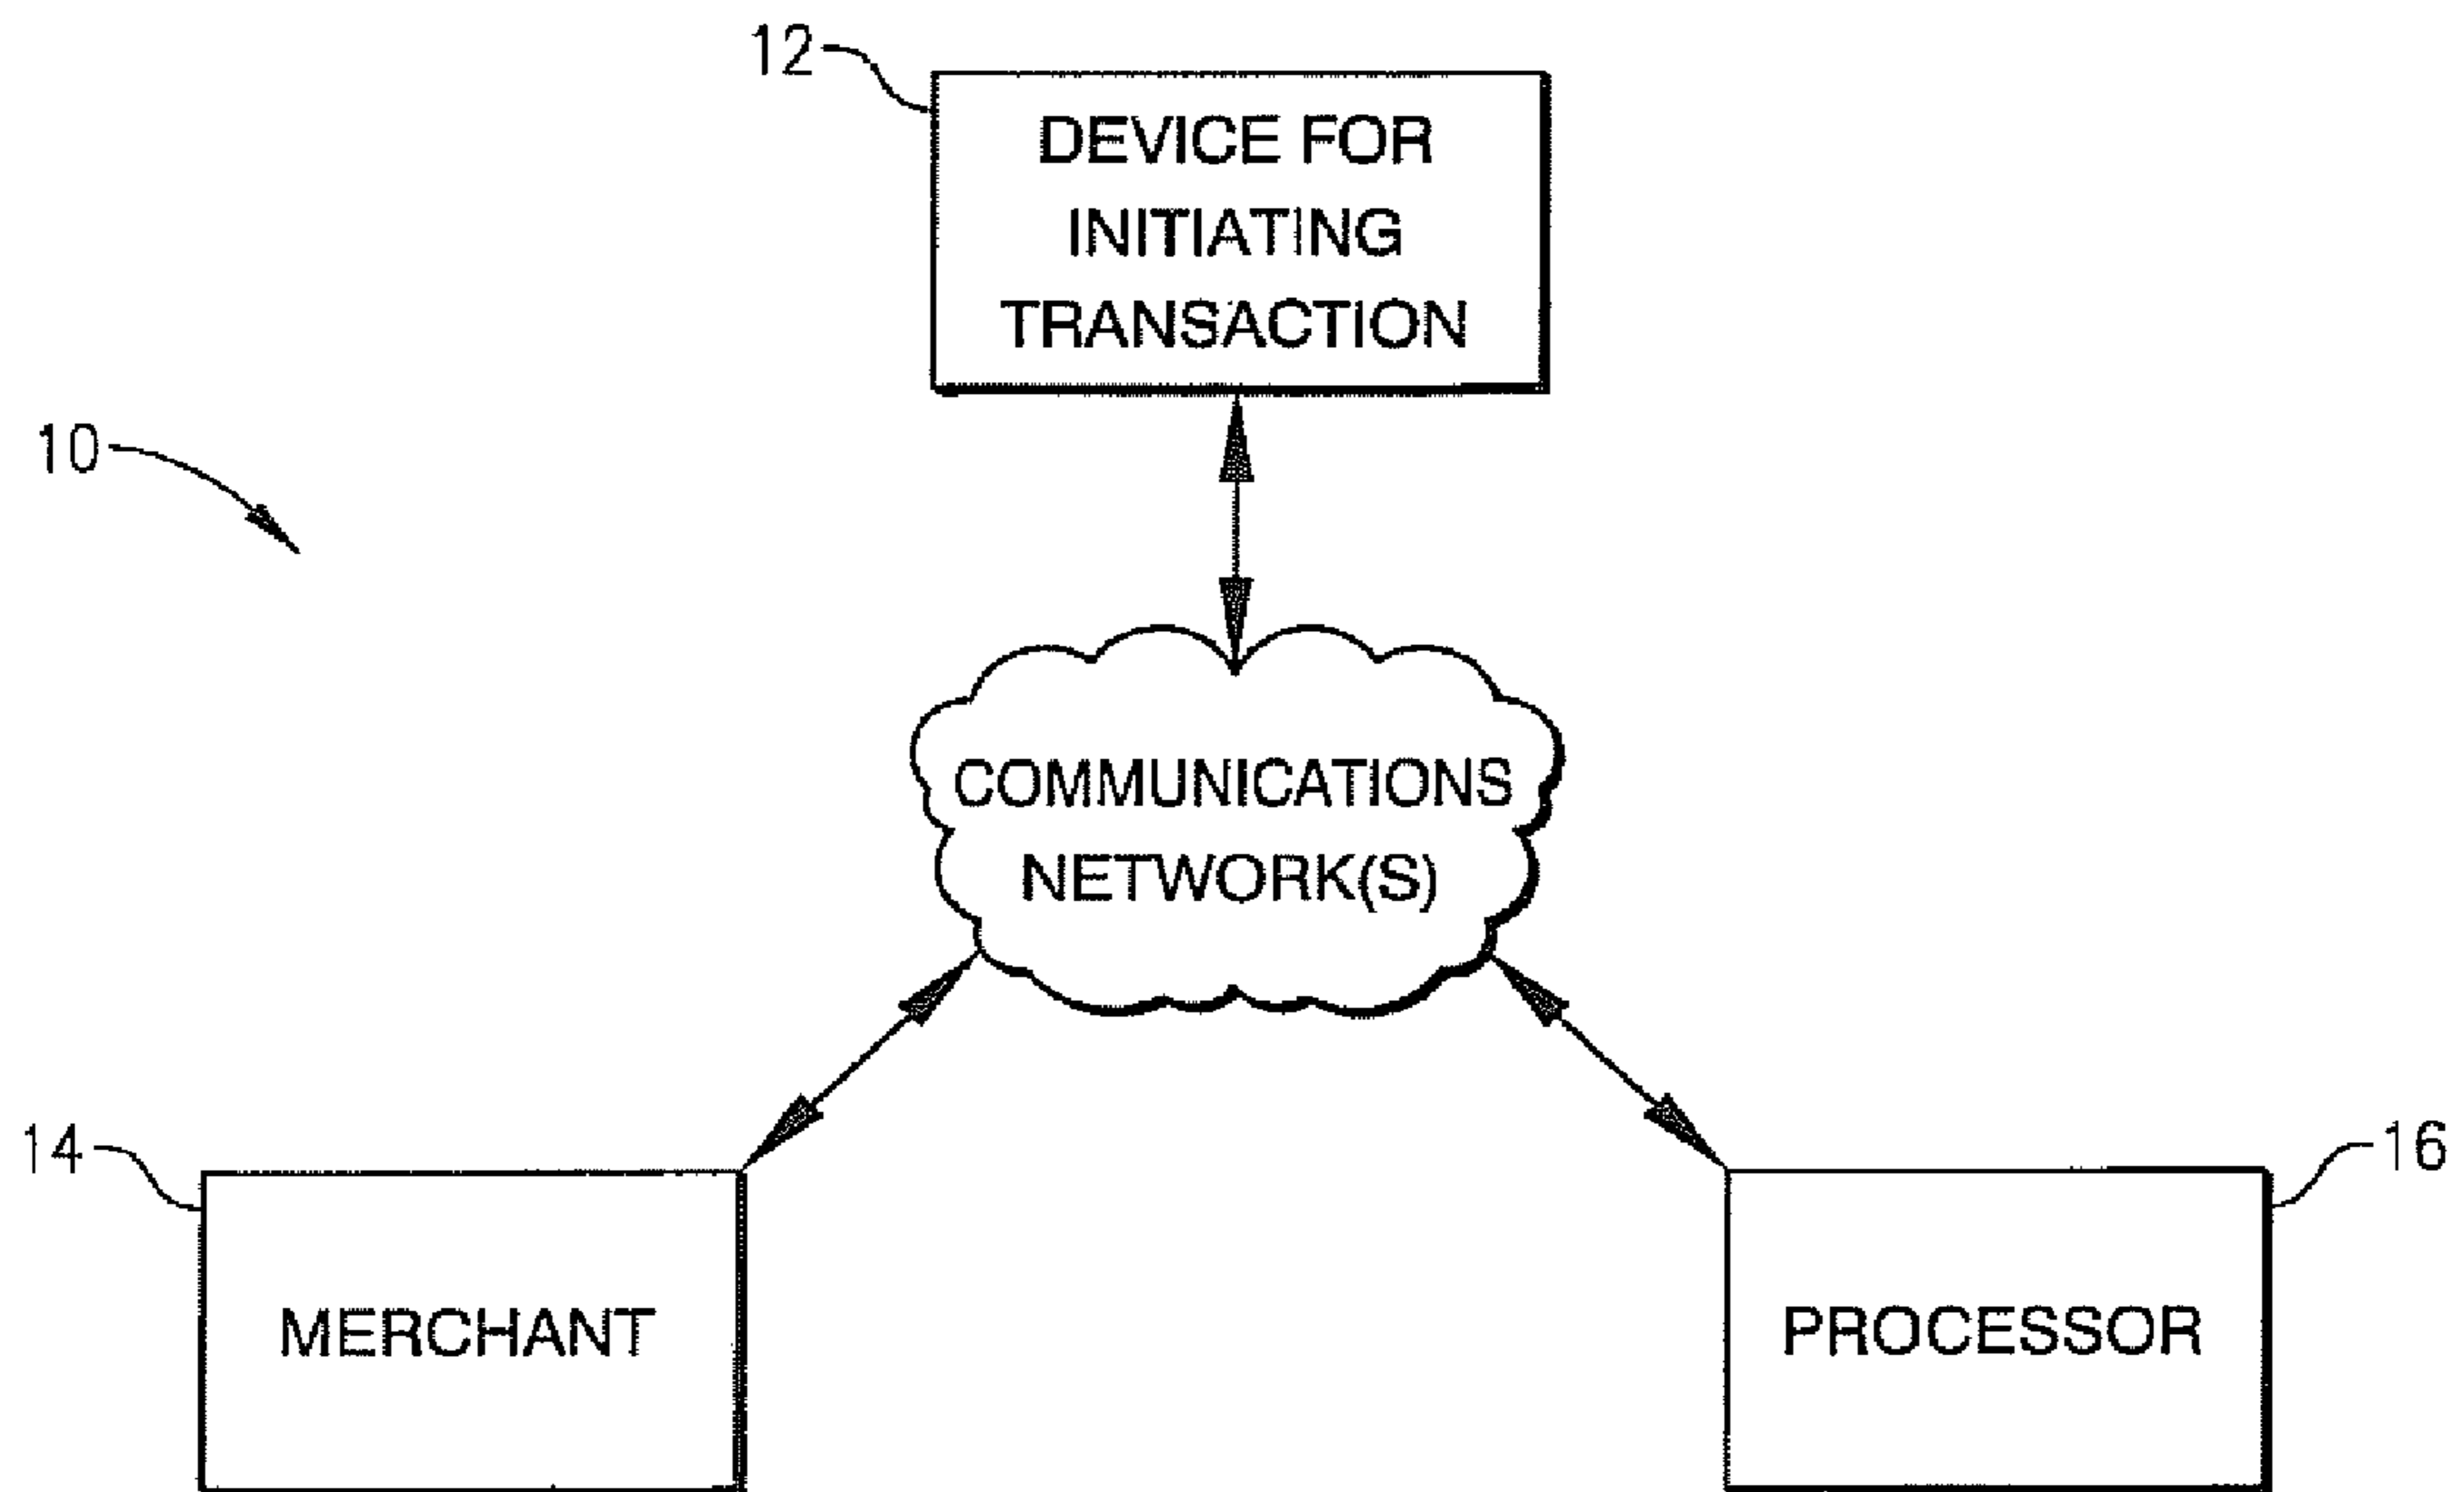 12
DEVICE FOR
INITIATING
TRANSACTION
10
COMMUNICATIONS
NETWORK(S)
14
16
MERCHANT
PROCESSOR